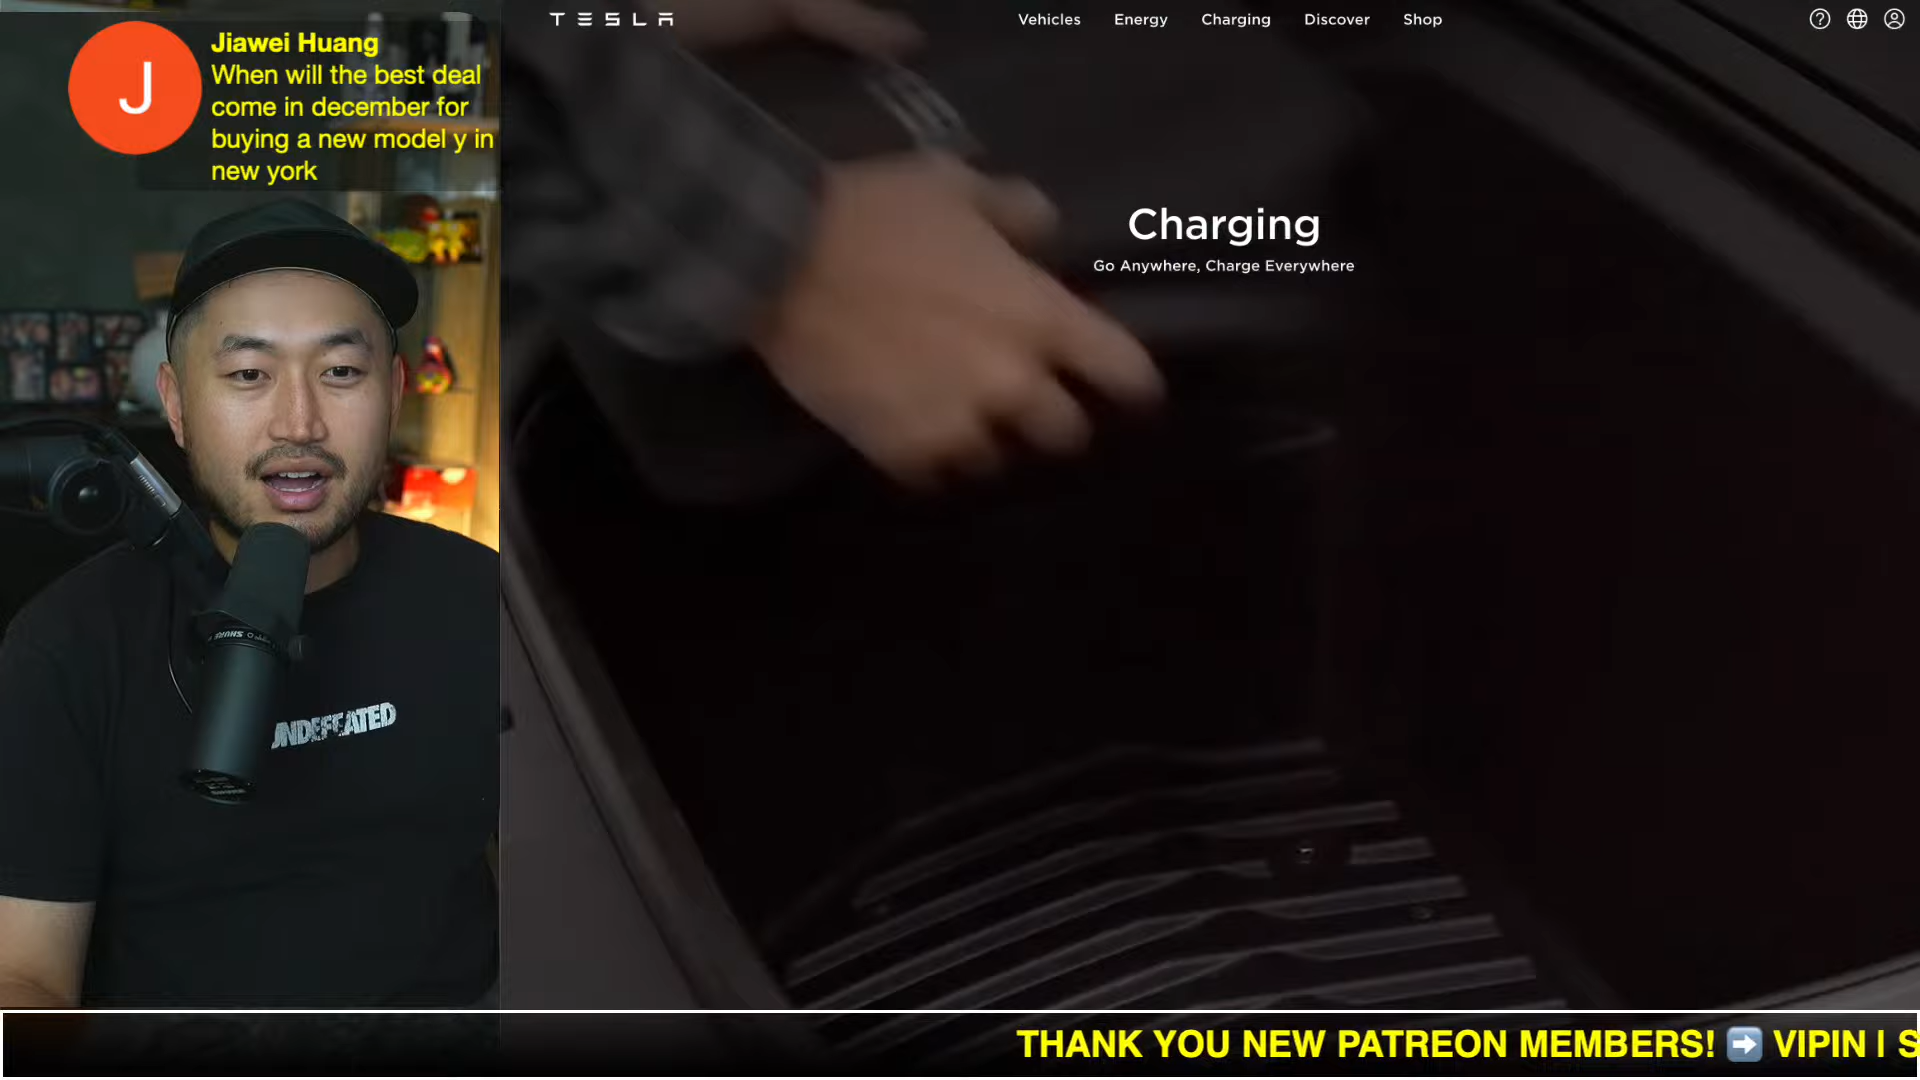 Jiawei Huang
When will the best deal
come in december for
buying a new model y in
new york
J
TESLA
Vehicles Energy Charging Discover Shop
Charging
Go Anywhere, Charge Everywhere
SHURE
UNDEFEATED
THANK YOU NEW PATREON MEMBERS! ➡️ VIPIN | S